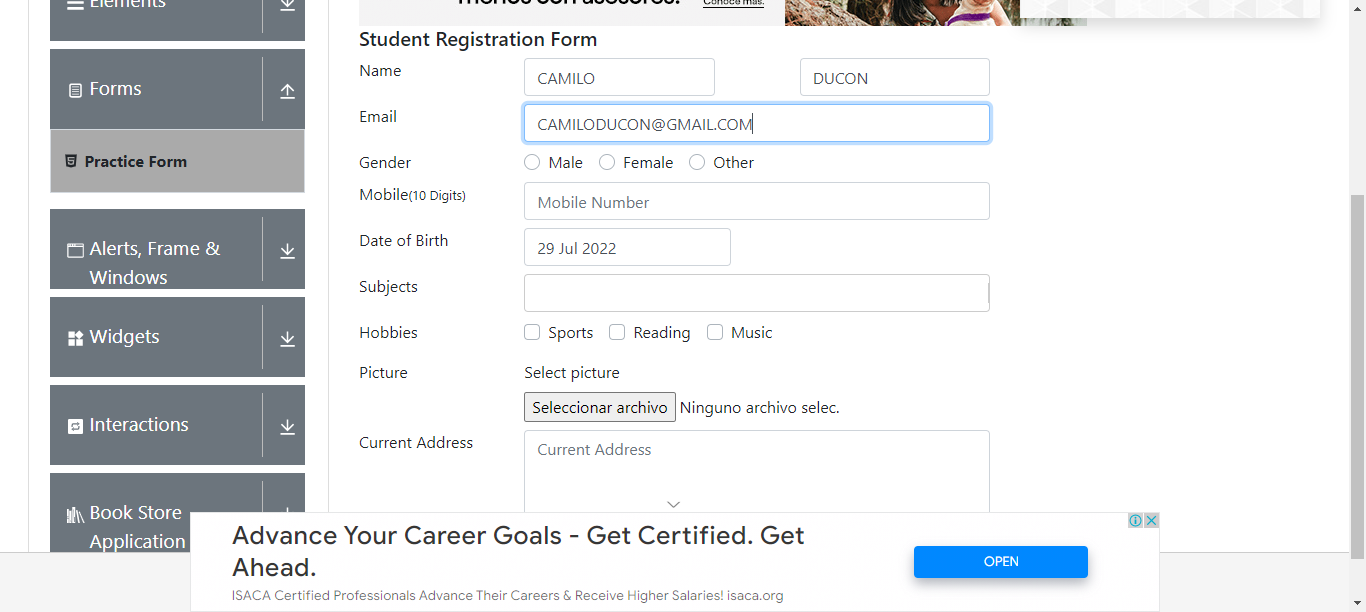 Elements
menos con asesores.
Conoce más.
Student Registration Form
Forms
Practice Form
Alerts, Frame &
Windows
Widgets
Interactions
Book Store
Application
Name
CAMILO
DUCON
Email
CAMILODUCON@GMAIL.COM
Gender
Male
Female
Other
Mobile(10 Digits)
Mobile Number
Date of Birth
29 Jul 2022
Subjects
Hobbies
Sports
Reading
Music
Picture
Select picture
Seleccionar archivo
Ninguno archivo selec.
Current Address
Current Address
Advance Your Career Goals - Get Certified. Get
Ahead.
ISACA Certified Professionals Advance Their Careers & Receive Higher Salaries! isaca.org
OPEN